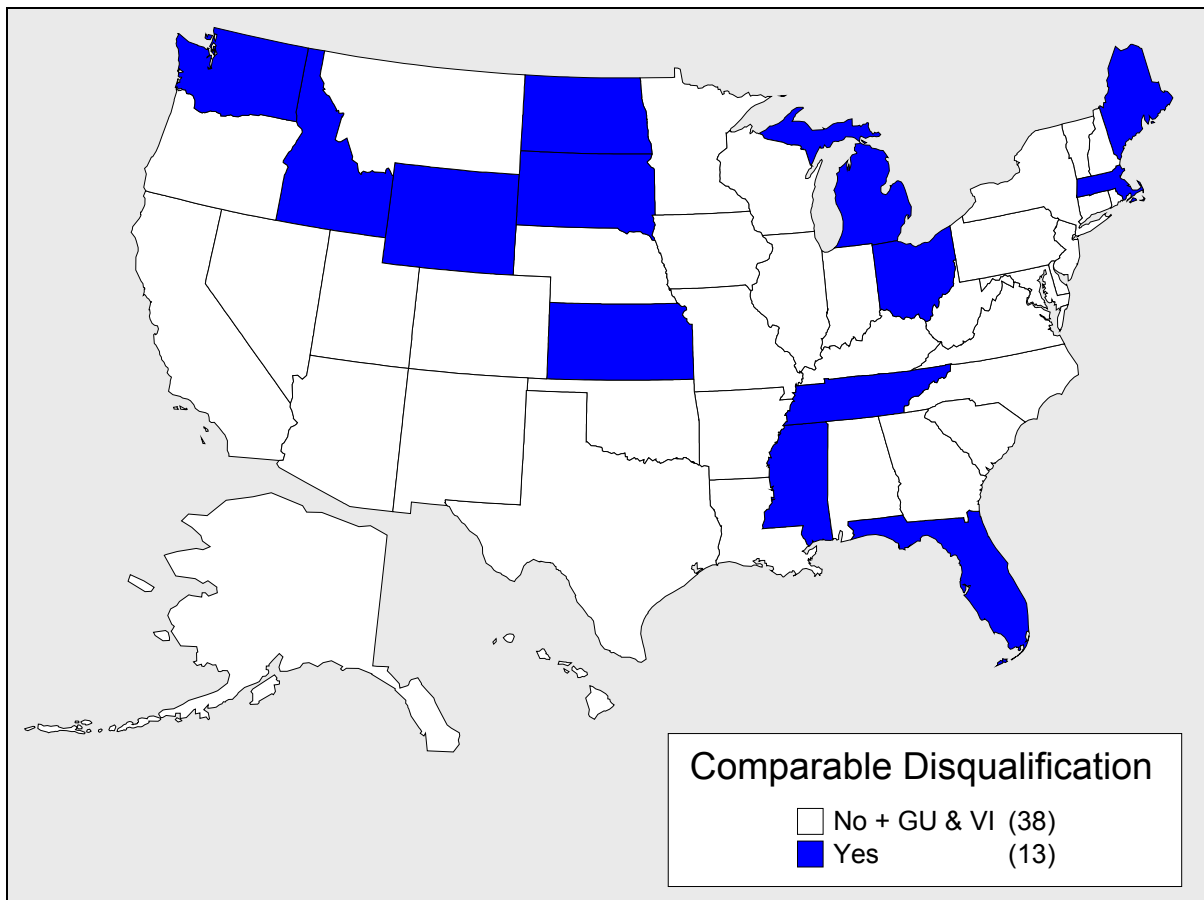 Comparable Disqualification
No + GU & VI (38)
Yes (13)